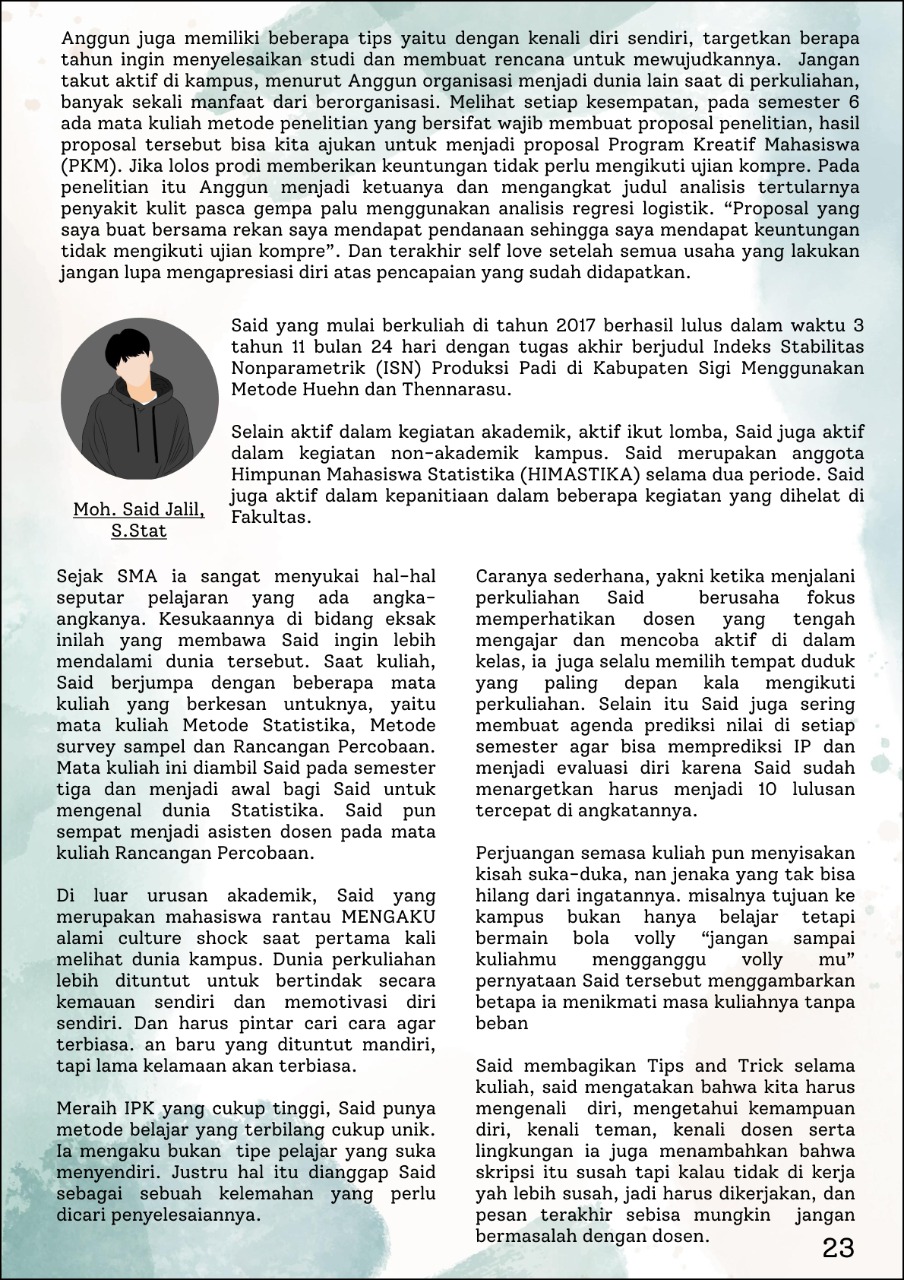 Anggun juga memiliki beberapa tips yaitu dengan kenali diri sendiri, targetkan berapa
tahun ingin menyelesaikan studi dan membuat rencana untuk mewujudkannya. Jangan
takut aktif di kampus, menurut Anggun organisasi menjadi dunia lain saat di perkuliahan,
banyak sekali manfaat dari berorganisasi. Melihat setiap kesempatan, pada semester 6
ada mata kuliah metode penelitian yang bersifat wajib membuat proposal penelitian, hasil
proposal tersebut bisa kita ajukan untuk menjadi proposal Program Kreatif Mahasiswa
(PKM). Jika lolos prodi memberikan keuntungan tidak perlu mengikuti ujian kompre. Pada
penelitian itu Anggun menjadi ketuanya dan mengangkat judul analisis tertularnya
penyakit kulit pasca gempa palu menggunakan analisis regresi logistik. “Proposal yang
saya buat bersama rekan saya mendapat pendanaan sehingga saya mendapat keuntungan
tidak mengikuti ujian kompre”. Dan terakhir self love setelah semua usaha yang lakukan
jangan lupa mengapresiasi diri atas pencapaian yang sudah didapatkan.
Said yang mulai berkuliah di tahun 2017 berhasil lulus dalam waktu 3
tahun 11 bulan 24 hari dengan tugas akhir berjudul Indeks Stabilitas
Nonparametrik (ISN) Produksi Padi di Kabupaten Sigi Menggunakan
Metode Huehn dan Thennarasu.
Selain aktif dalam kegiatan akademik, aktif ikut lomba, Said juga aktif
dalam kegiatan non-akademik kampus. Said merupakan anggota
Himpunan Mahasiswa Statistika (HIMASTIKA) selama dua periode. Said
juga aktif dalam kepanitiaan dalam beberapa kegiatan yang dihelat di
Fakultas.
Moh. Said Jalil,
S.Stat
Sejak SMA ia sangat menyukai hal-hal
seputar pelajaran yang ada angka-
angkanya. Kesukaannya di bidang eksak
inilah yang membawa Said ingin lebih
mendalami dunia tersebut. Saat kuliah,
Said berjumpa dengan beberapa mata
kuliah yang berkesan untuknya, yaitu
mata kuliah Metode Statistika, Metode
survey sampel dan Rancangan Percobaan.
Mata kuliah ini diambil Said pada semester
tiga dan menjadi awal bagi Said untuk
mengenal dunia Statistika. Said pun
sempat menjadi asisten dosen pada mata
kuliah Rancangan Percobaan.
Di luar urusan akademik, Said yang
merupakan mahasiswa rantau MENGAKU
alami culture shock saat pertama kali
melihat dunia kampus. Dunia perkuliahan
lebih dituntut untuk bertindak secara
kemauan sendiri dan memotivasi diri
sendiri. Dan harus pintar cari cara agar
terbiasa. an baru yang dituntut mandiri,
tapi lama kelamaan akan terbiasa.
Meraih IPK yang cukup tinggi, Said punya
metode belajar yang terbilang cukup unik.
Ia mengaku bukan tipe pelajar yang suka
menyendiri. Justru hal itu dianggap Said
sebagai sebuah kelemahan yang perlu
dicari penyelesaiannya.
Caranya sederhana, yakni ketika menjalani
perkuliahan Said berusaha fokus
memperhatikan dosen yang tengah
mengajar dan mencoba aktif di dalam
kelas, ia juga selalu memilih tempat duduk
yang paling depan kala mengikuti
perkuliahan. Selain itu Said juga sering
membuat agenda prediksi nilai di setiap
semester agar bisa memprediksi IP dan
menjadi evaluasi diri karena Said sudah
menargetkan harus menjadi 10 lulusan
tercepat di angkatannya.
Perjuangan semasa kuliah pun menyisakan
kisah suka-duka, nan jenaka yang tak bisa
hilang dari ingatannya. misalnya tujuan ke
kampus bukan hanya belajar tetapi
bermain bola volly “jangan sampai
kuliahmu mengganggu volly mu”
pernyataan Said tersebut menggambarkan
betapa ia menikmati masa kuliahnya tanpa
beban
Said membagikan Tips and Trick selama
kuliah, said mengatakan bahwa kita harus
mengenali diri, mengetahui kemampuan
diri, kenali teman, kenali dosen serta
lingkungan ia juga menambahkan bahwa
skripsi itu susah tapi kalau tidak di kerja
yah lebih susah, jadi harus dikerjakan, dan
pesan terakhir sebisa mungkin jangan
bermasalah dengan dosen.
23